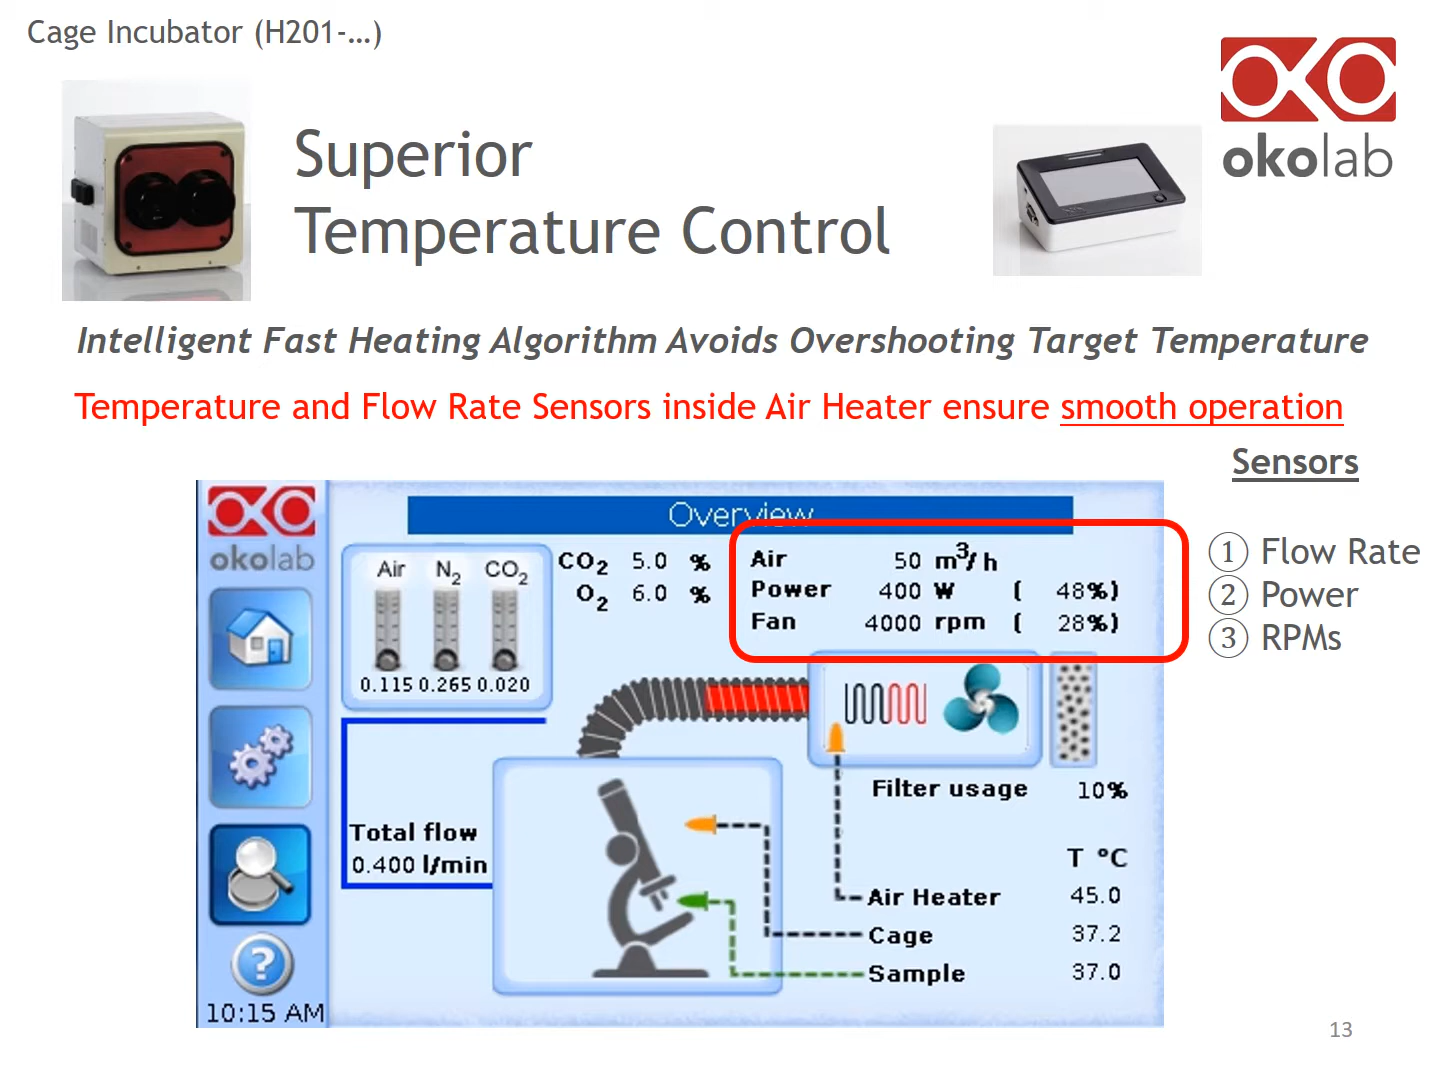 Cage Incubator (H201-…)
okolab
Superior
Temperature Control
Intelligent Fast Heating Algorithm Avoids Overshooting Target Temperature
Temperature and Flow Rate Sensors inside Air Heater ensure smooth operation
Sensors
① Flow Rate
② Power
③ RPMs
okolab
Overview
Air N₂ CO₂
0.115 0.265 0.020
CO₂ 5.0 %
O₂ 6.0 %
Air 50 m³/h
Power 400 W ( 48%)
Fan 4000 rpm ( 28%)
Filter usage 10%
Total flow
0.400 l/min
T °C
Air Heater 45.0
Cage 37.2
Sample 37.0
?
10:15 AM
13